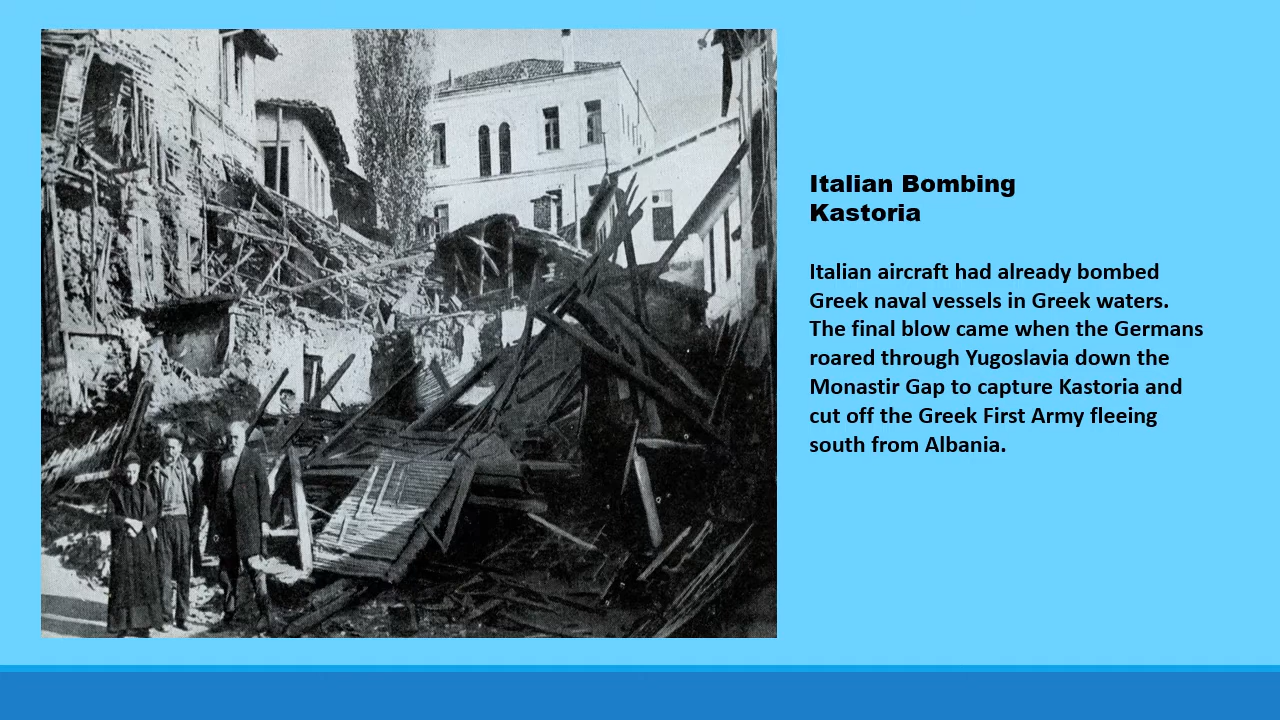 Italian Bombing
Kastoria
Italian aircraft had already bombed
Greek naval vessels in Greek waters.
The final blow came when the Germans
roared through Yugoslavia down the
Monastir Gap to capture Kastoria and
cut off the Greek First Army fleeing
south from Albania.